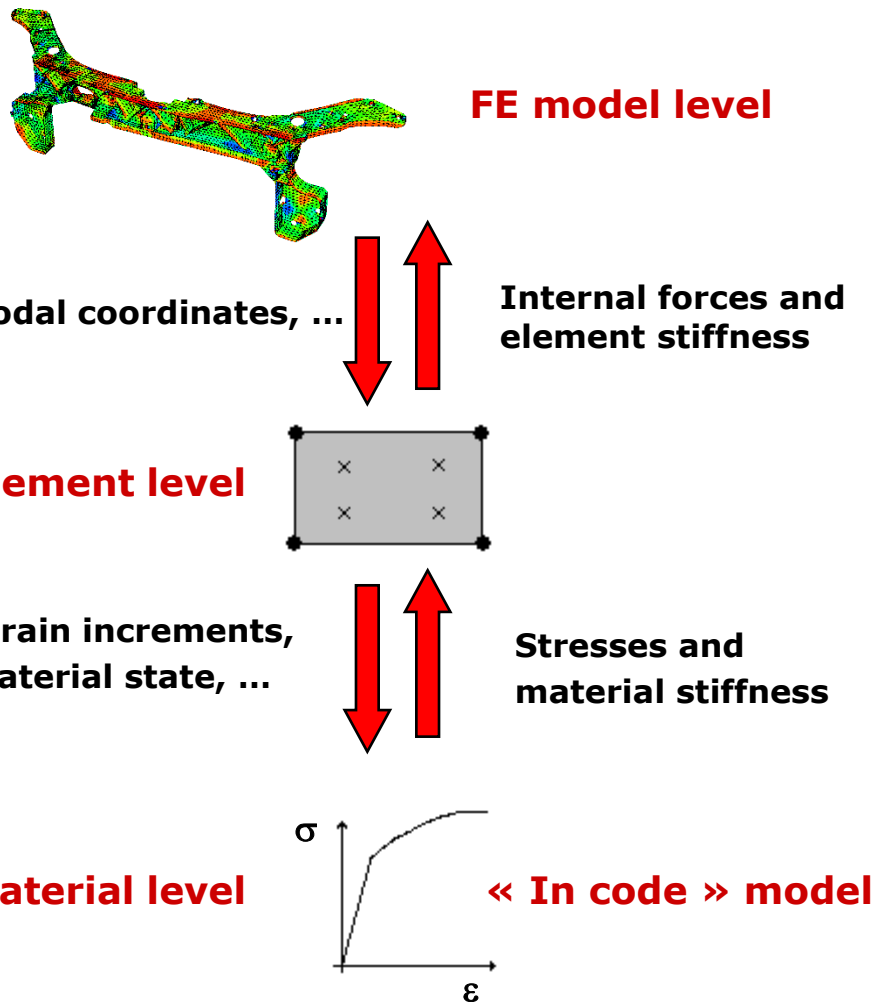 FE model level
odal coordinates, ...
Internal forces and
element stiffness
ement level
rain increments,
aterial state, ...
Stresses and
material stiffness
σ
aterial level
« In code » model
ε